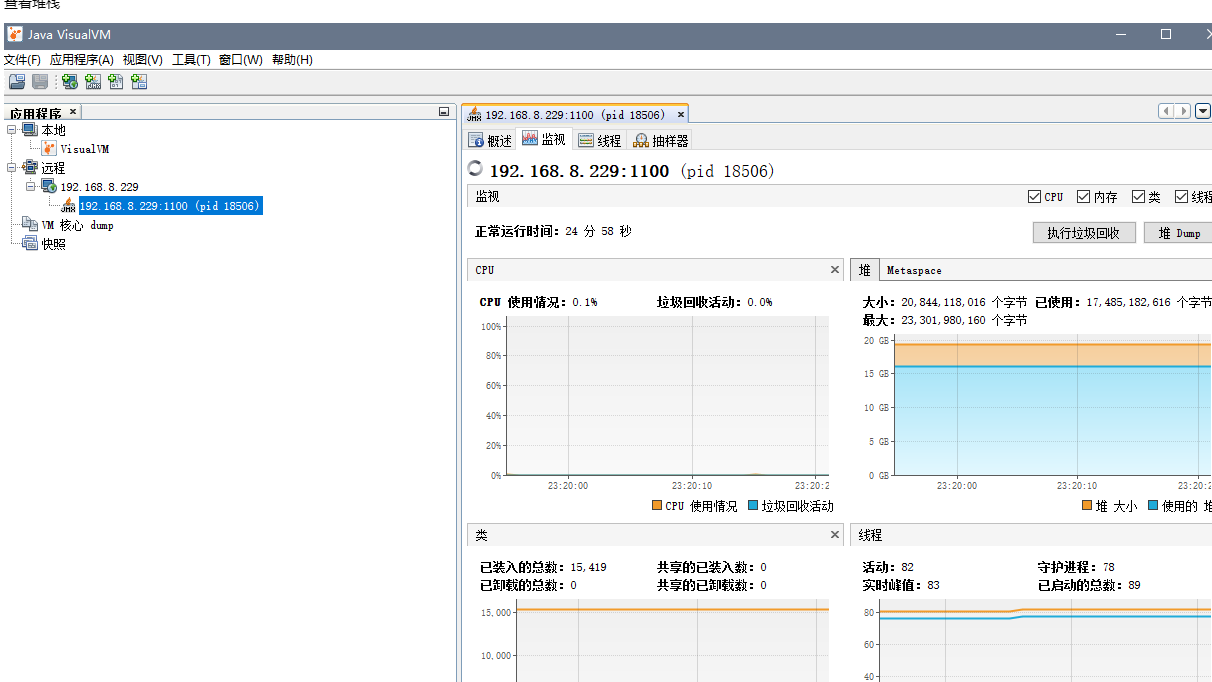 查看堆栈
Java VisualVM
文件(F) 应用程序(A) 视图(V) 工具(T) 窗口(W) 帮助(H)
应用程序 ×
本地
VisualVM
远程
192.168.8.229
192.168.8.229:1100 (pid 18506)
VM 核心 dump
快照
192.168.8.229:1100 (pid 18506) ×
概述 监视 线程 抽样器
192.168.8.229:1100 (pid 18506)
监视 CPU 内存 类 线程
正常运行时间: 24 分 58 秒 执行垃圾回收 堆 Dump
CPU
CPU 使用情况: 0.1% 垃圾回收活动: 0.0%
100%
80%
60%
40%
20%
0%
23:20:00 23:20:10 23:20:2
CPU 使用情况 垃圾回收活动
堆 Metaspace
大小: 20,844,118,016 个字节 已使用: 17,485,182,616 个字节
最大: 23,301,980,160 个字节
20 GB
15 GB
10 GB
5 GB
0 GB
23:20:00 23:20:10 23:20:2
堆 大小 使用的 堆
类
已装入的总数: 15,419 共享的已装入数: 0
已卸载的总数: 0 共享的已卸载数: 0
15,000
10,000
线程
活动: 82 守护进程: 78
实时峰值: 83 已启动的总数: 89
80
60
40